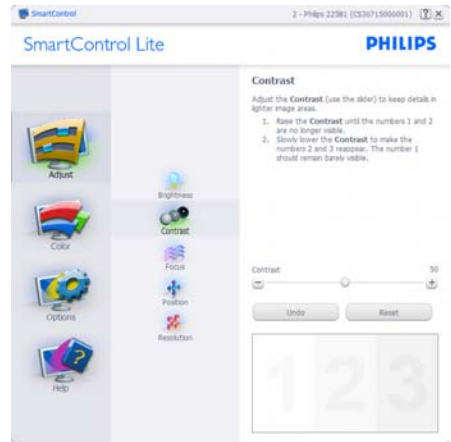 SmartControl
2 - Philips 225B1 (CS30715000001)
SmartControl Lite
PHILIPS
Adjust
Color
Options
Help
Brightness
Contrast
Focus
Position
Resolution
Contrast
Adjust the Contrast (use the slider) to keep details in
lighter image areas.
1. Raise the Contrast until the numbers 1 and 2
are no longer visible.
2. Slowly lower the Contrast to make the
numbers 2 and 3 reappear. The number 1
should remain barely visible.
Contrast
50
Undo
Reset
1 2 3